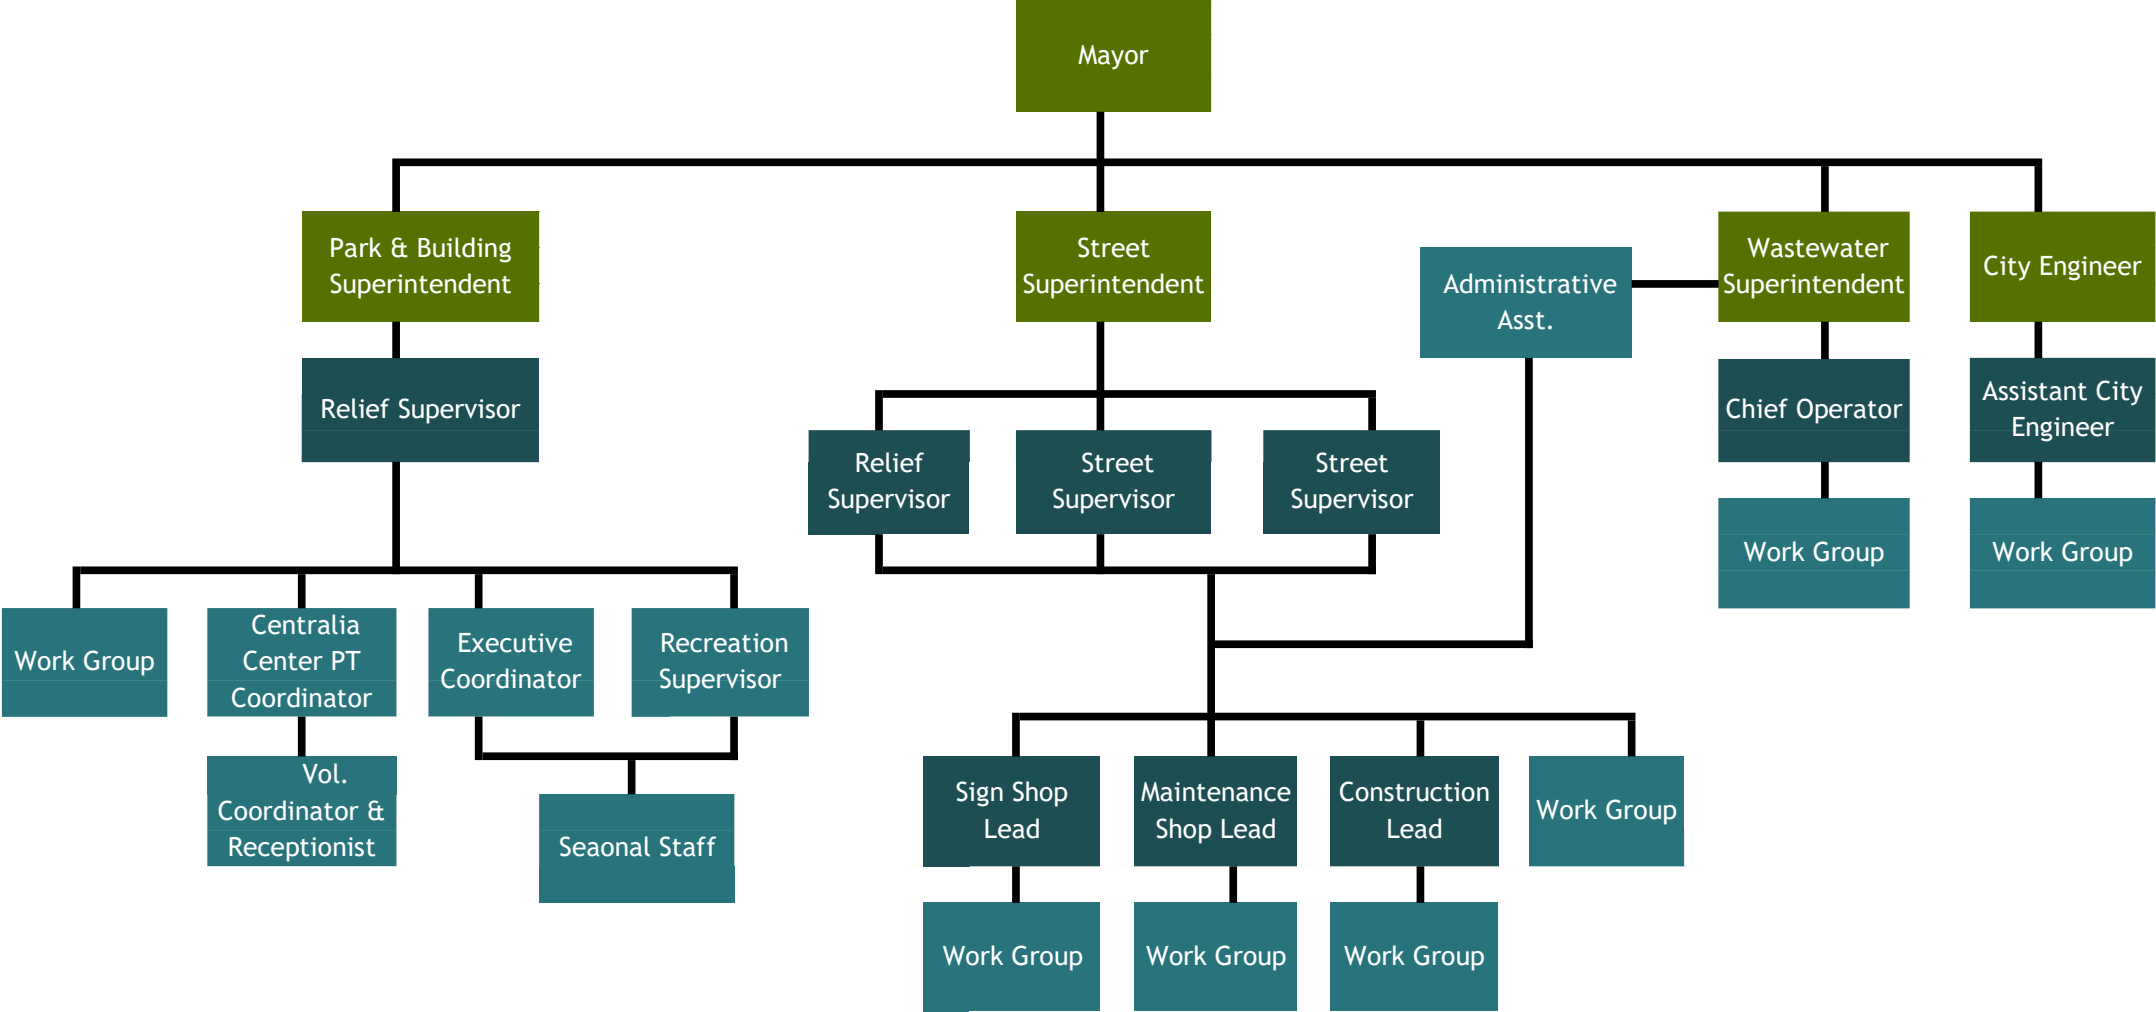 Mayor
Park & Building
Superintendent
Street
Superintendent
Administrative
Asst.
Wastewater
Superintendent
City Engineer
Relief Supervisor
Chief Operator
Assistant City
Engineer
Relief
Supervisor
Street
Supervisor
Street
Supervisor
Work Group
Work Group
Work Group
Centralia
Center PT
Coordinator
Executive
Coordinator
Recreation
Supervisor
Vol.
Coordinator &
Receptionist
Seaonal Staff
Sign Shop
Lead
Maintenance
Shop Lead
Construction
Lead
Work Group
Work Group
Work Group
Work Group